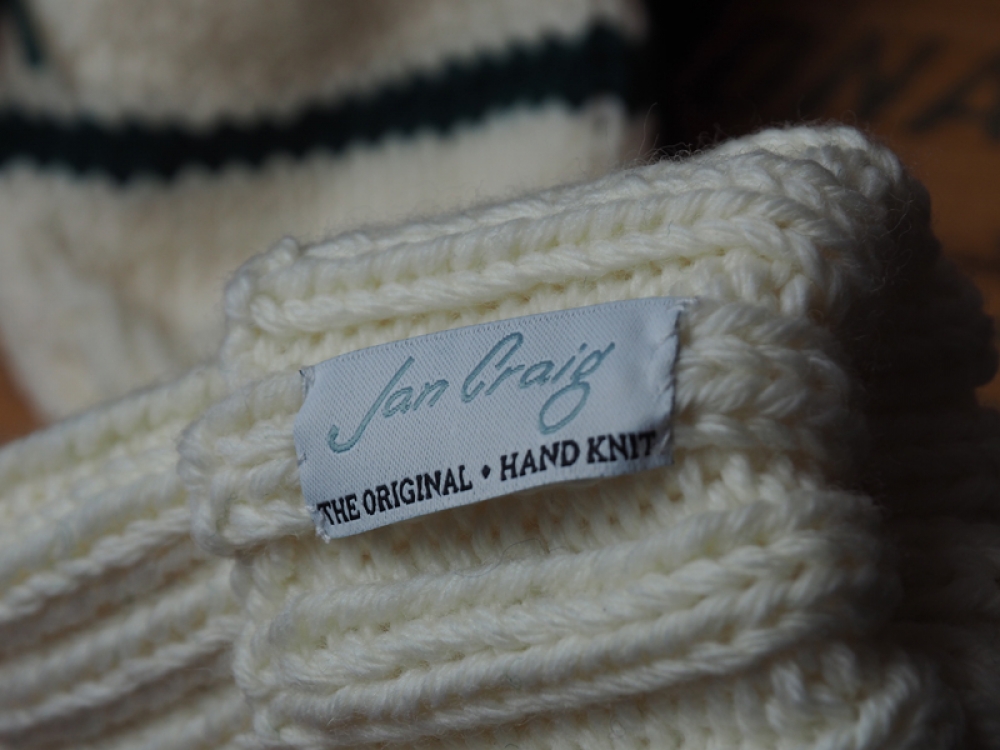 Jan Craig
THE ORIGINAL • HAND KNIT